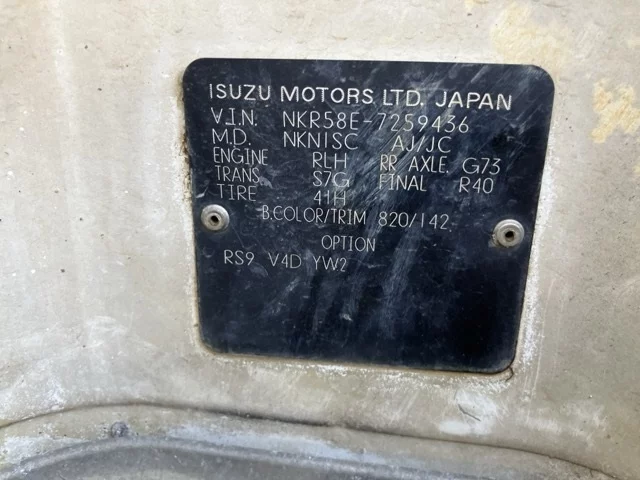 ISUZU MOTORS LTD. JAPAN
V.I.N. NKR58E-7259436
M.D. NKN1SC AJ/JC
ENGINE RLH RR AXLE. G73
TRANS. S7G FINAL R40
TIRE 41H
B.COLOR/TRIM 820/142
OPTION
RS9 V4D YW2